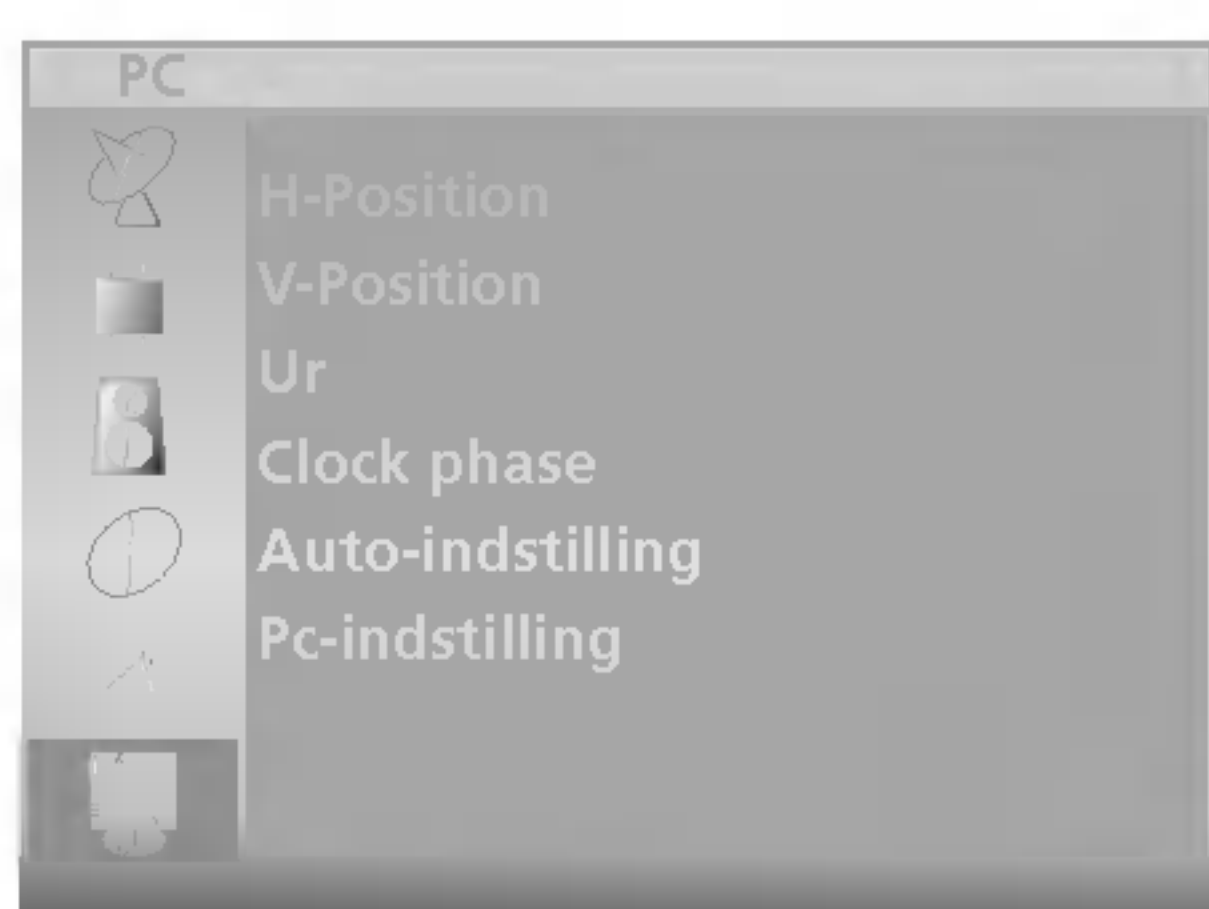 PC
H-Position
V-Position
Ur
Clock phase
Auto-indstilling
Pc-indstilling